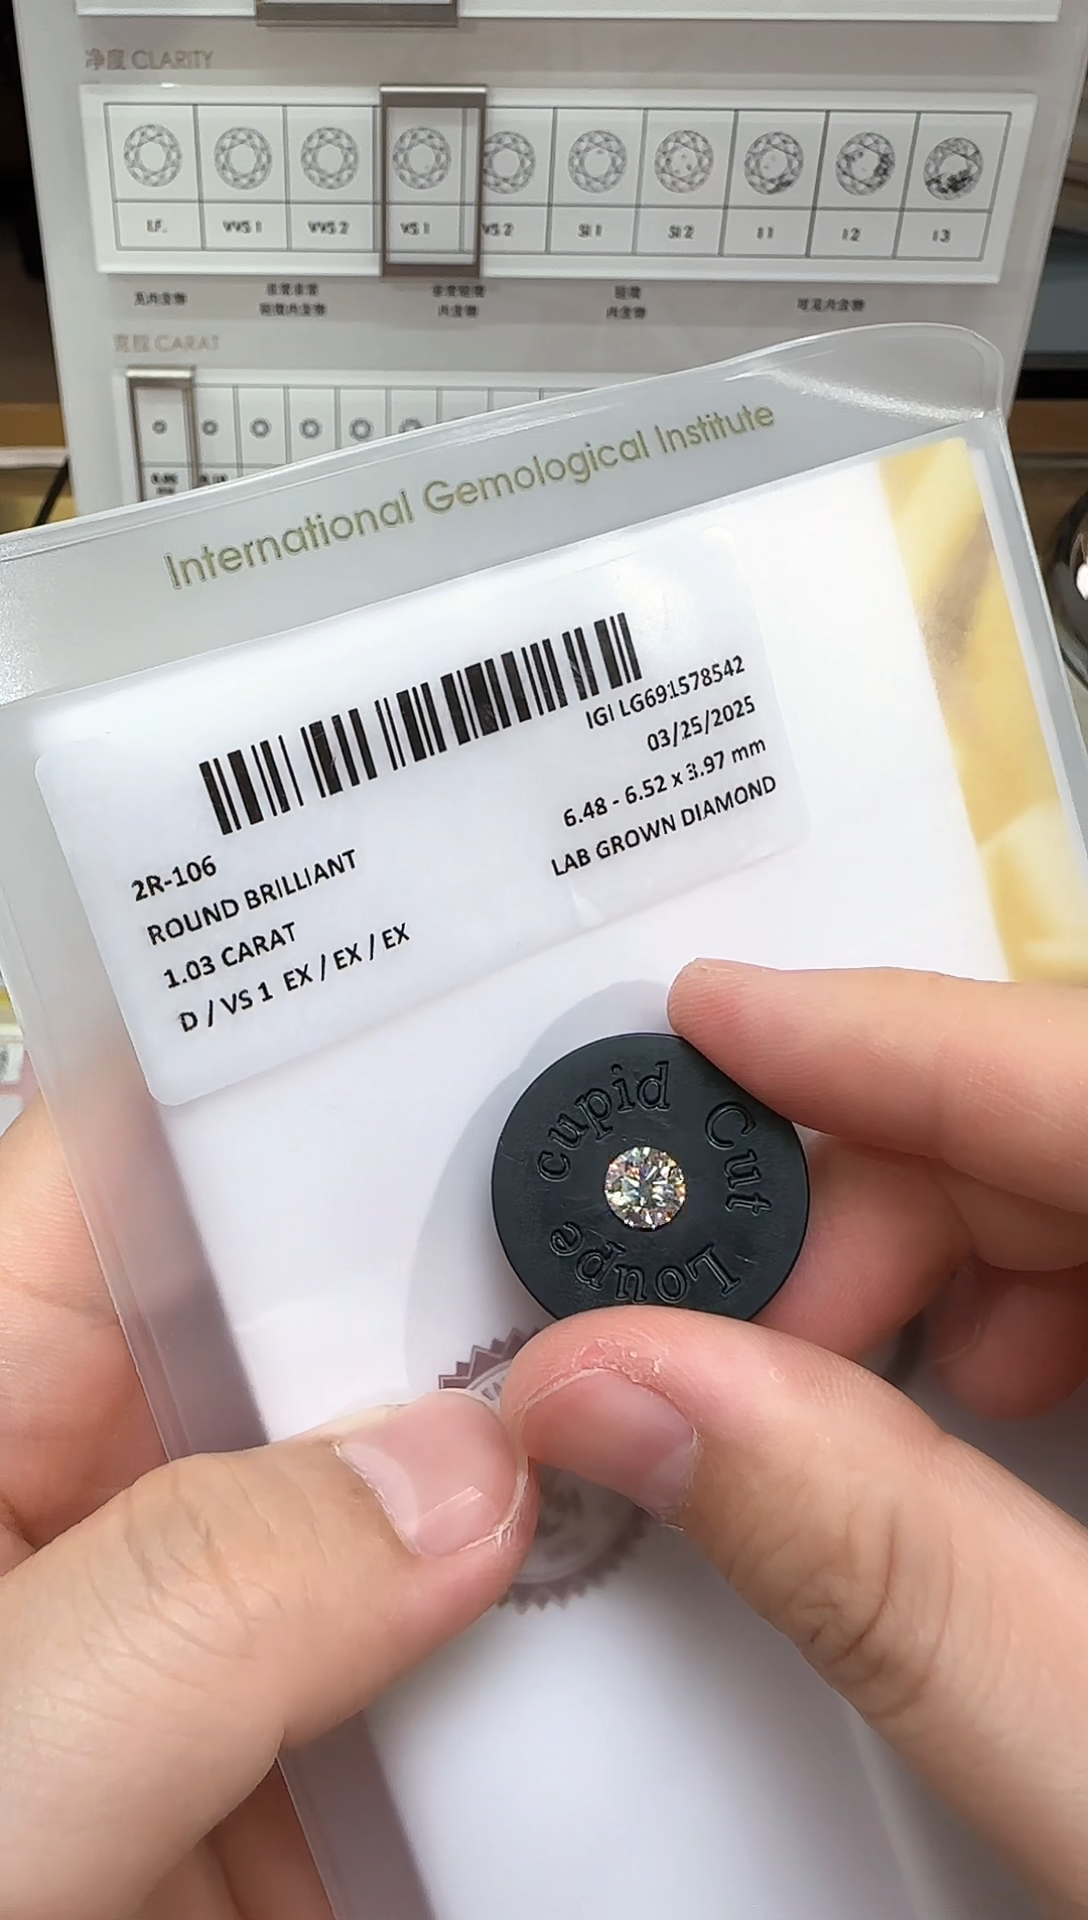 净度 CLARITY
I.F. VVS 1 VVS 2 VS 1 VS 2 SI 1 SI 2 I 1 I 2 I 3
克拉 CARAT
International Gemological Institute
IGI LG691578542
03/25/2025
6.48 - 6.52 x 3.97 mm
LAB GROWN DIAMOND
2R-106
ROUND BRILLIANT
1.03 CARAT
D / VS 1 EX / EX / EX
cupid Cut
Loupe